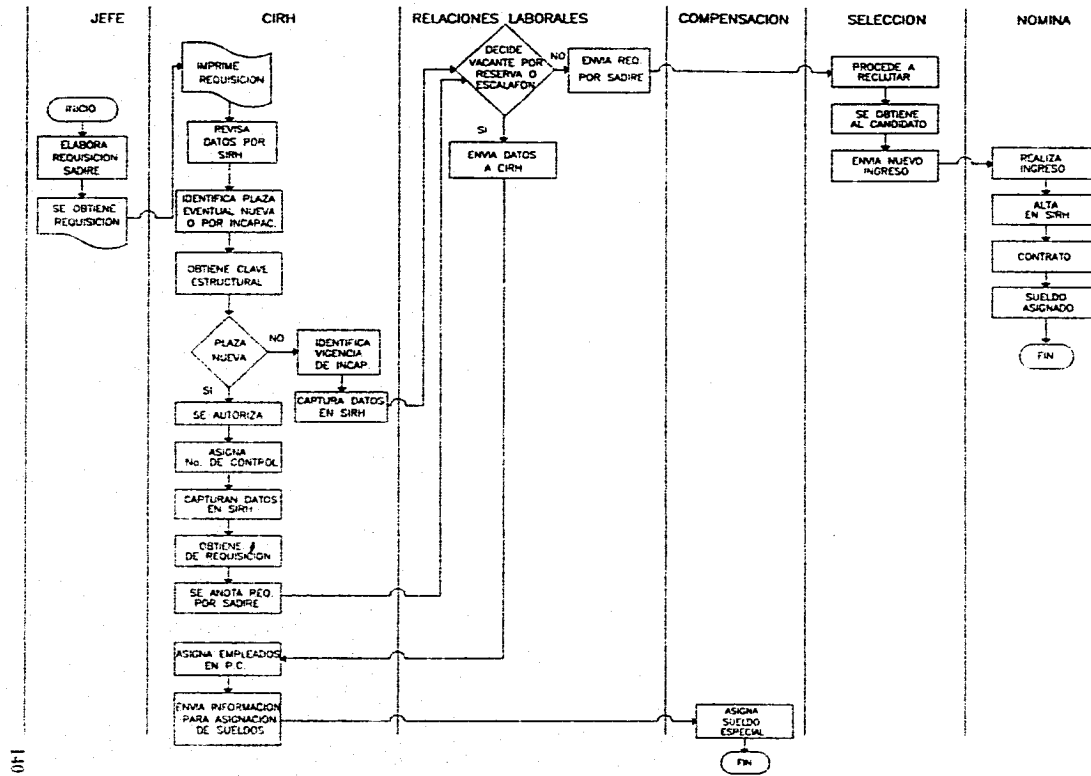 JEFE
CIRH
RELACIONES LABORALES
COMPENSACION
SELECCION
NOMINA
INICIO
ELABORA
REQUISICION
SADIRE
SE OBTIENE
REQUISICION
IMPRIME
REQUISICION
REVISA
DATOS POR
SIRH
IDENTIFICA PLAZA
EVENTUAL NUEVA
O POR INCAPAC.
OBTIENE CLAVE
ESTRUCTURAL
PLAZA
NUEVA
NO
IDENTIFICA
VIGENCIA
DE INCAP.
CAPTURA DATOS
EN SIRH
SI
SE AUTORIZA
ASIGNA
No. DE CONTROL
CAPTURAN DATOS
EN SIRH
OBTIENE #
DE REQUISICION
SE ANOTA REQ.
POR SADIRE
ASIGNA EMPLEADOS
EN P.C.
ENVIA INFORMACION
PARA ASIGNACION
DE SUELDOS
DECIDE
VACANTE POR
RESERVA O
ESCALAFON
NO
ENVIA REQ.
POR SADIRE
SI
ENVIA DATOS
A CIRH
ASIGNA
SUELDO
ESPECIAL
FIN
PROCEDE A
RECLUTAR
SE OBTIENE
AL CANDIDATO
ENVIA NUEVO
INGRESO
REALIZA
INGRESO
ALTA
EN SIRH
CONTRATO
SUELDO
ASIGNADO
FIN
140